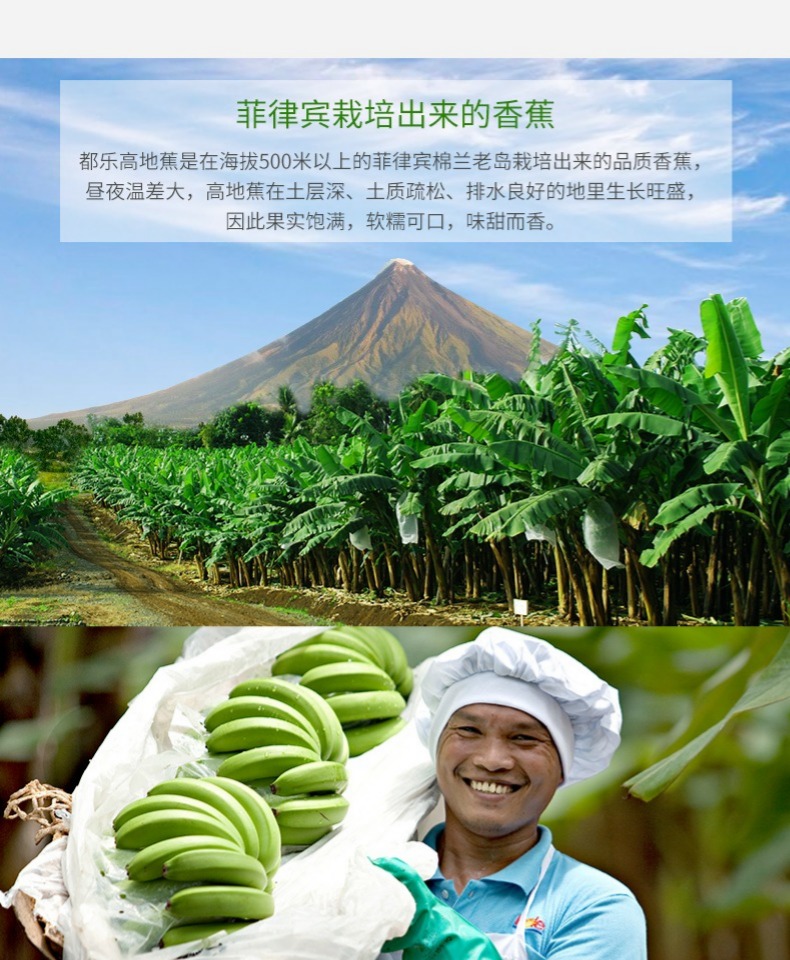 菲律宾栽培出来的香蕉
都乐高地蕉是在海拔500米以上的菲律宾棉兰老岛栽培出来的品质香蕉，
昼夜温差大，高地蕉在土层深、土质疏松、排水良好的地里生长旺盛，
因此果实饱满，软糯可口，味甜而香。